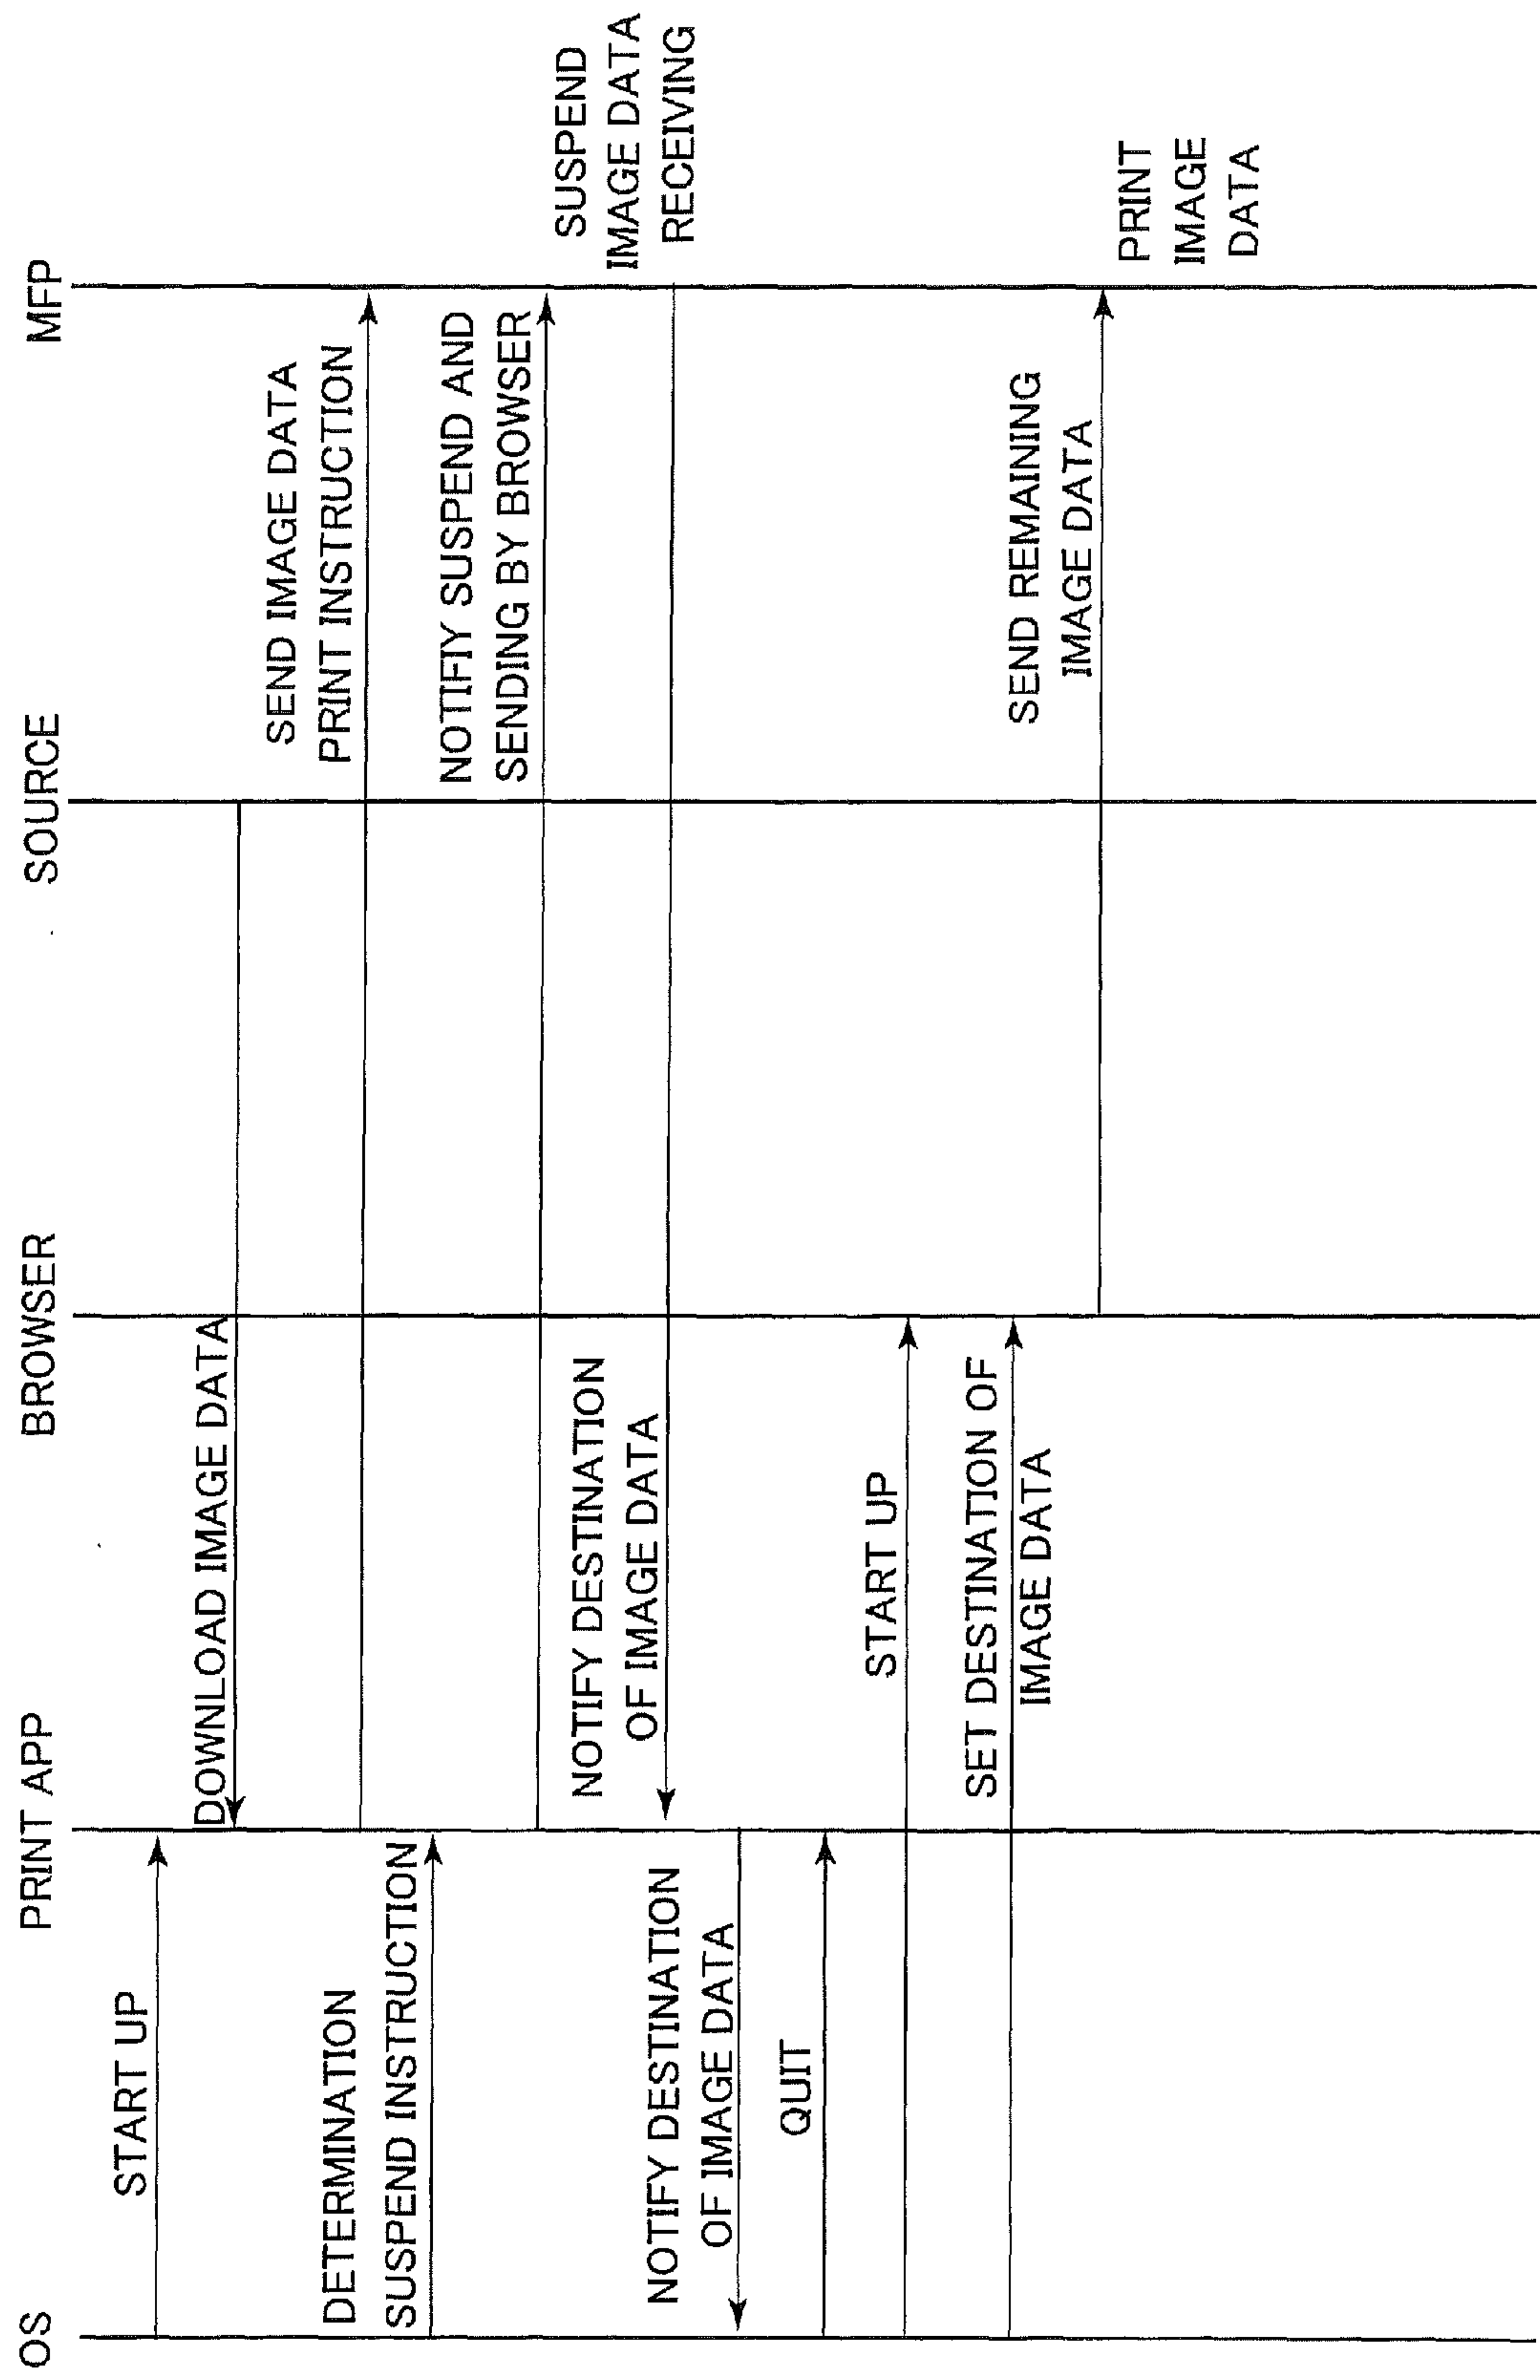 OS
PRINT APP
BROWSER
SOURCE
MFP
START UP
DOWNLOAD IMAGE DATA
SEND IMAGE DATA
PRINT INSTRUCTION
DETERMINATION
SUSPEND INSTRUCTION
NOTIFIY SUSPEND AND
SENDING BY BROWSER
SUSPEND
IMAGE DATA
RECEIVING
NOTIFY DESTINATION
OF IMAGE DATA
NOTIFY DESTINATION
OF IMAGE DATA
QUIT
START UP
SET DESTINATION OF
IMAGE DATA
SEND REMAINING
IMAGE DATA
PRINT
IMAGE
DATA